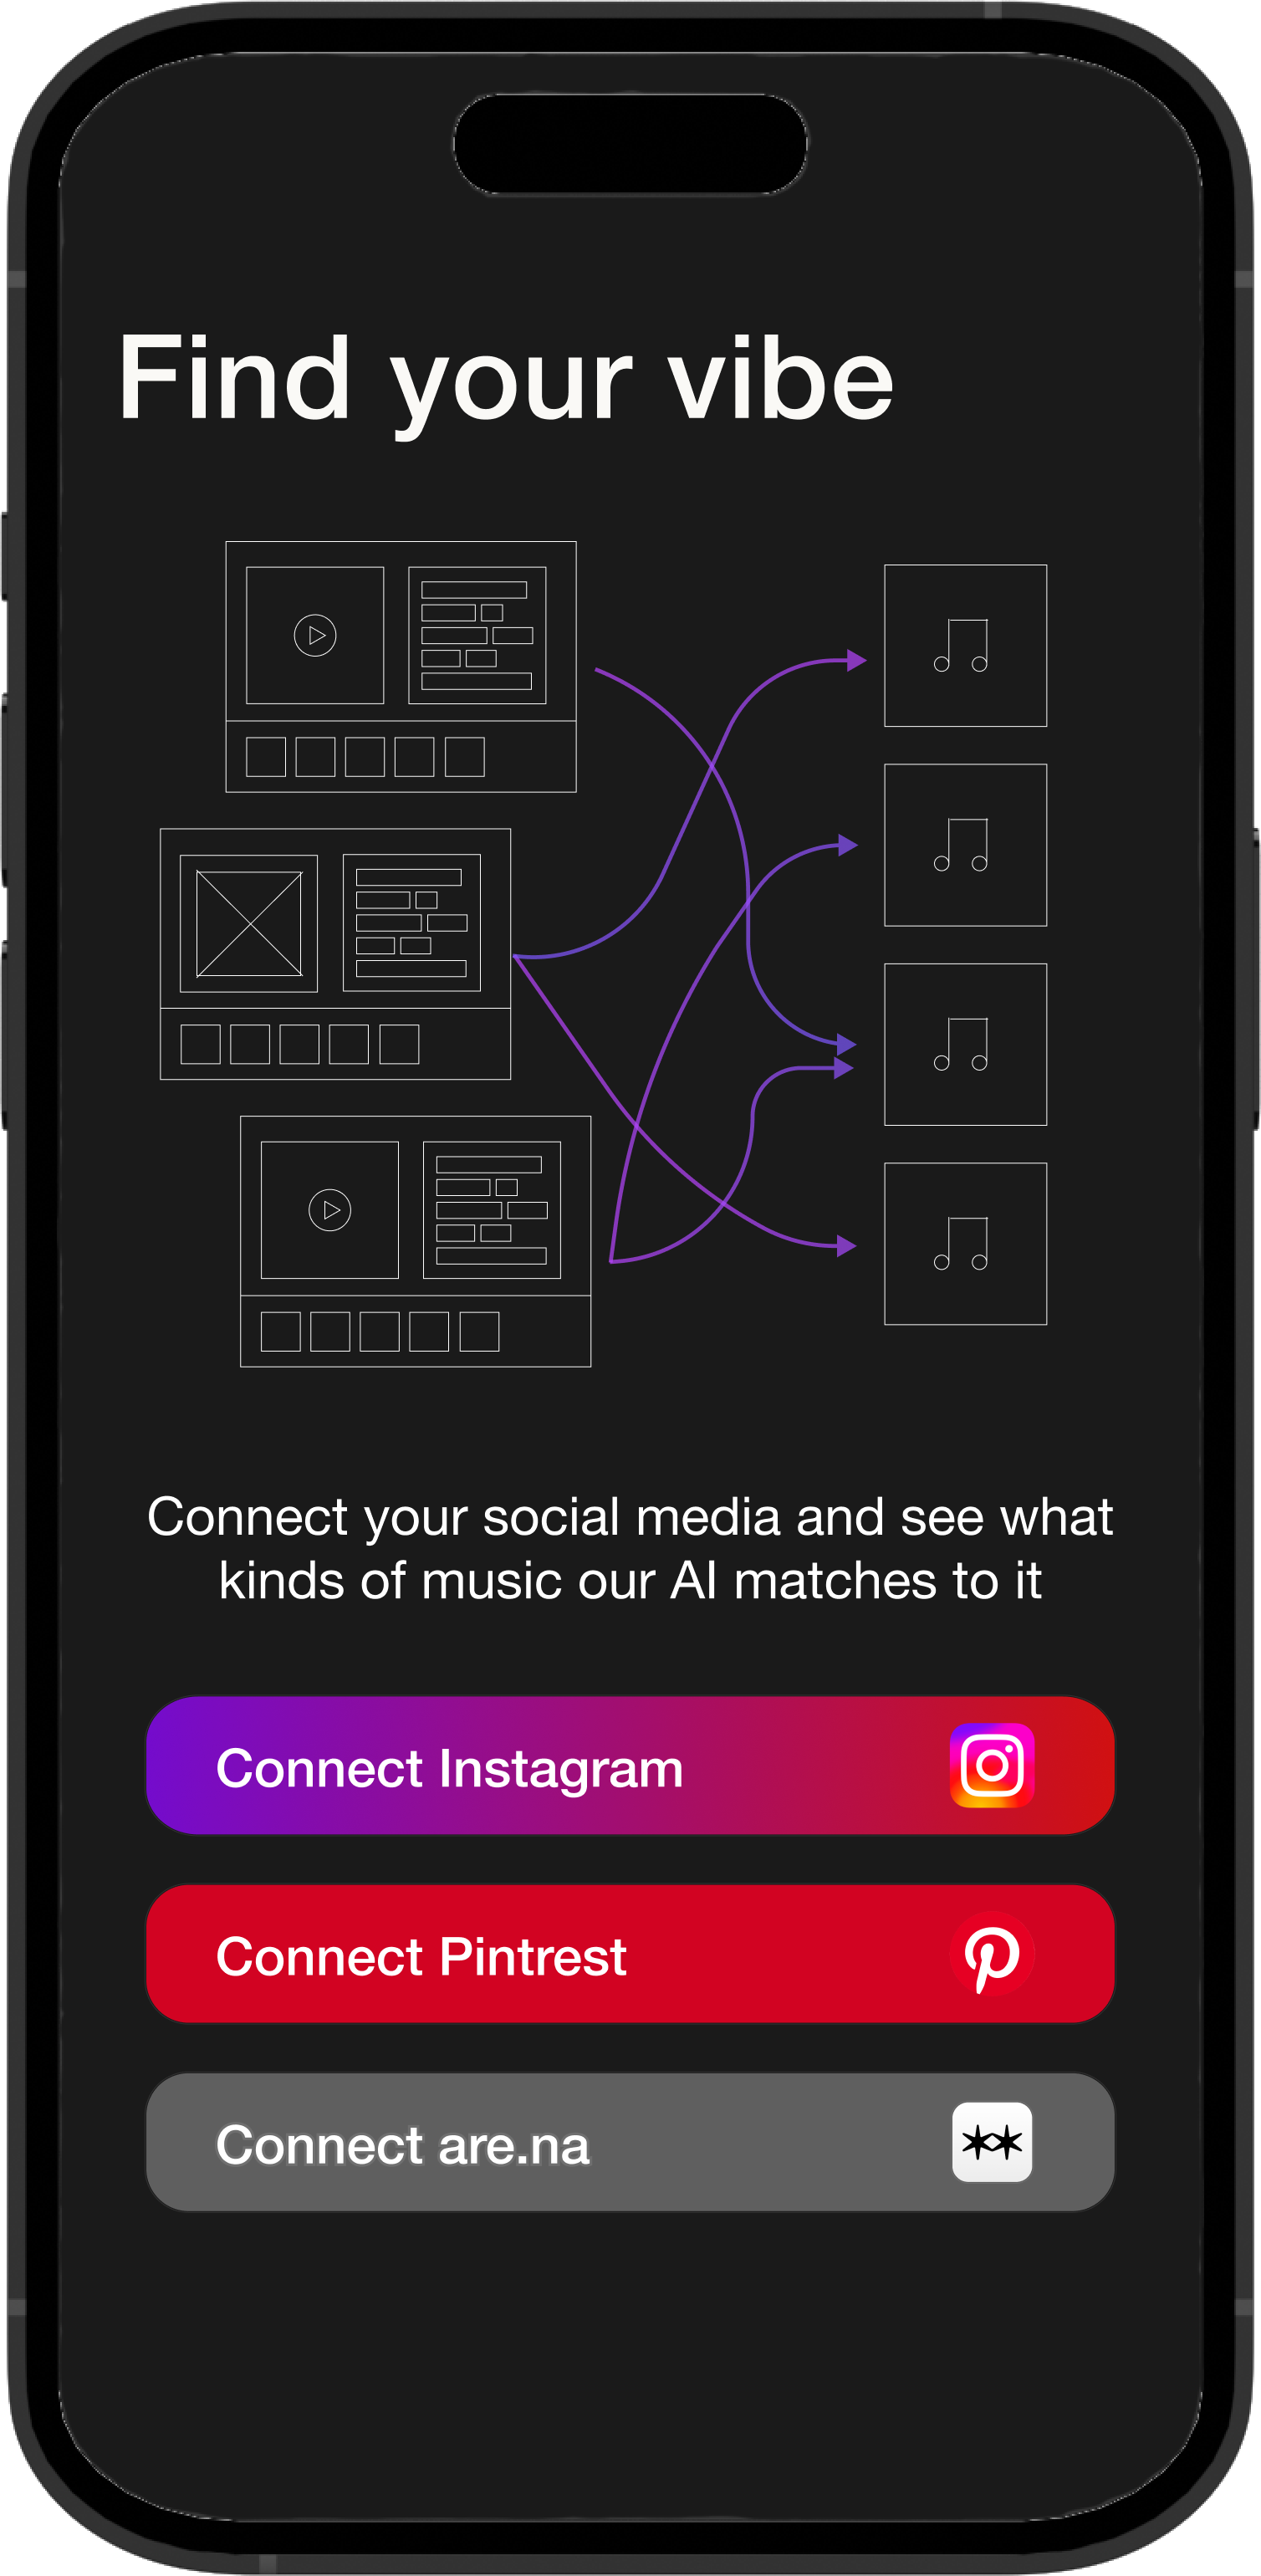 Find your vibe
Connect your social media and see what
kinds of music our AI matches to it
Connect Instagram
Connect Pintrest
Connect are.na